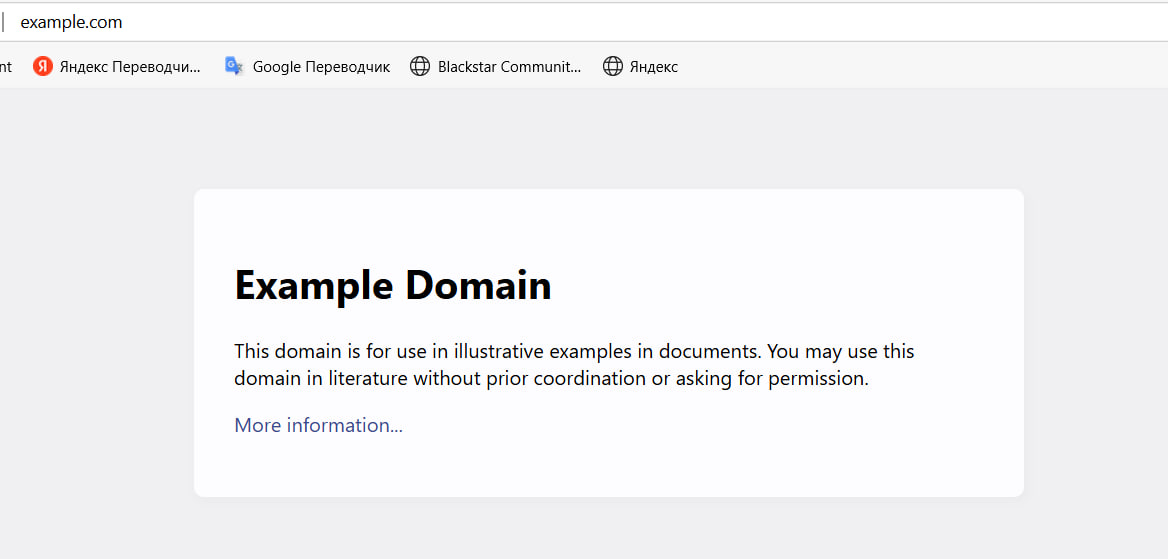 example.com
nt Яндекс Переводчи... Google Переводчик Blackstar Communit... Яндекс
Example Domain
This domain is for use in illustrative examples in documents. You may use this
domain in literature without prior coordination or asking for permission.
More information...